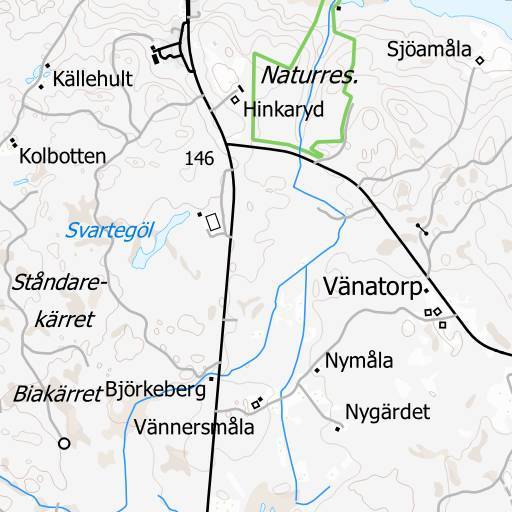 Sjöamåla
Källehult
Naturres.
Hinkaryd
Kolbotten
146
Svartegöl
Ståndare-
kärret
Vänatorp
Nymåla
Björkeberg
Biakärret
Nygärdet
Vännersmåla